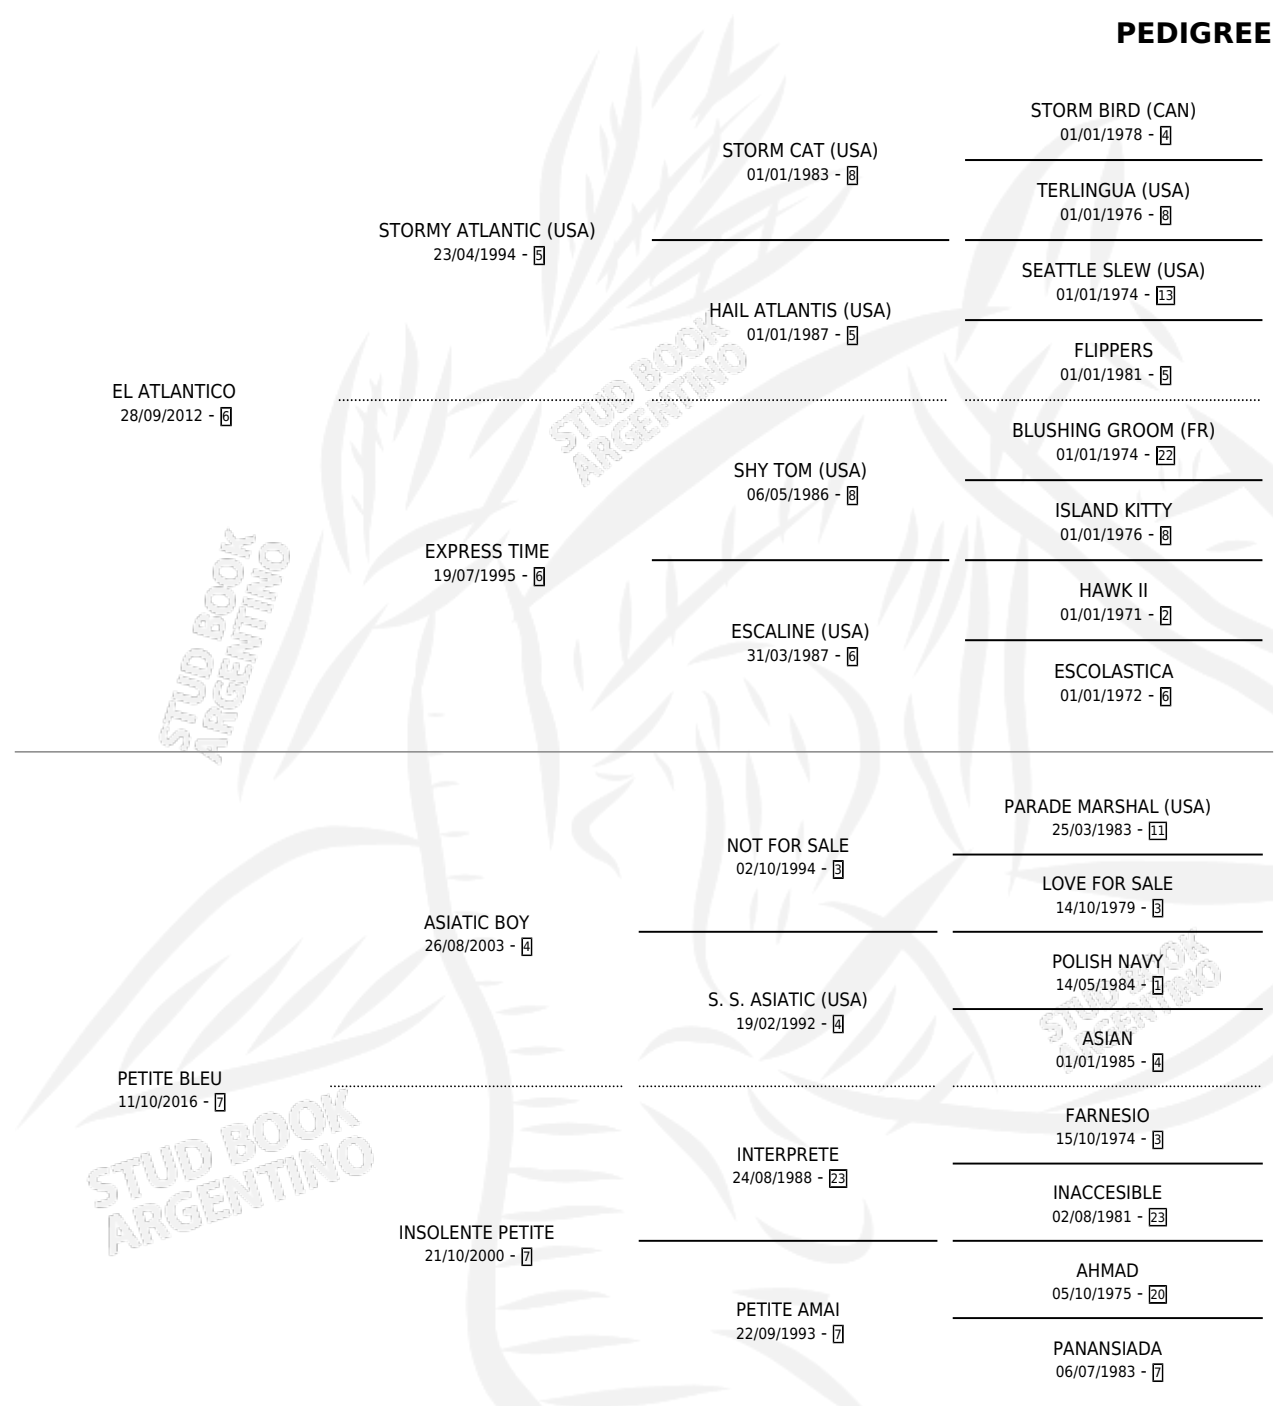 PEDIGREE
STORM BIRD (CAN)
01/01/1978 - 4
STORM CAT (USA)
01/01/1983 - 8
TERLINGUA (USA)
01/01/1976 - 8
STORMY ATLANTIC (USA)
23/04/1994 - 5
SEATTLE SLEW (USA)
01/01/1974 - 13
HAIL ATLANTIS (USA)
01/01/1987 - 5
FLIPPERS
01/01/1981 - 5
EL ATLANTICO
28/09/2012 - 6
BLUSHING GROOM (FR)
01/01/1974 - 22
SHY TOM (USA)
06/05/1986 - 8
ISLAND KITTY
01/01/1976 - 8
EXPRESS TIME
19/07/1995 - 6
HAWK II
01/01/1971 - 2
ESCALINE (USA)
31/03/1987 - 6
ESCOLASTICA
01/01/1972 - 6
PARADE MARSHAL (USA)
25/03/1983 - 11
NOT FOR SALE
02/10/1994 - 3
LOVE FOR SALE
14/10/1979 - 3
ASIATIC BOY
26/08/2003 - 4
POLISH NAVY
14/05/1984 - 1
S. S. ASIATIC (USA)
19/02/1992 - 4
ASIAN
01/01/1985 - 4
PETITE BLEU
11/10/2016 - 7
FARNESIO
15/10/1974 - 3
INTERPRETE
24/08/1988 - 23
INACCESIBLE
02/08/1981 - 23
INSOLENTE PETITE
21/10/2000 - 7
AHMAD
05/10/1975 - 20
PETITE AMAI
22/09/1993 - 7
PANANSIADA
06/07/1983 - 7
STUD BOOK
ARGENTINO
STUD BOOK
ARGENTINO
STUD BOOK
ARGENTINO
STUD BOOK
ARGENTINO